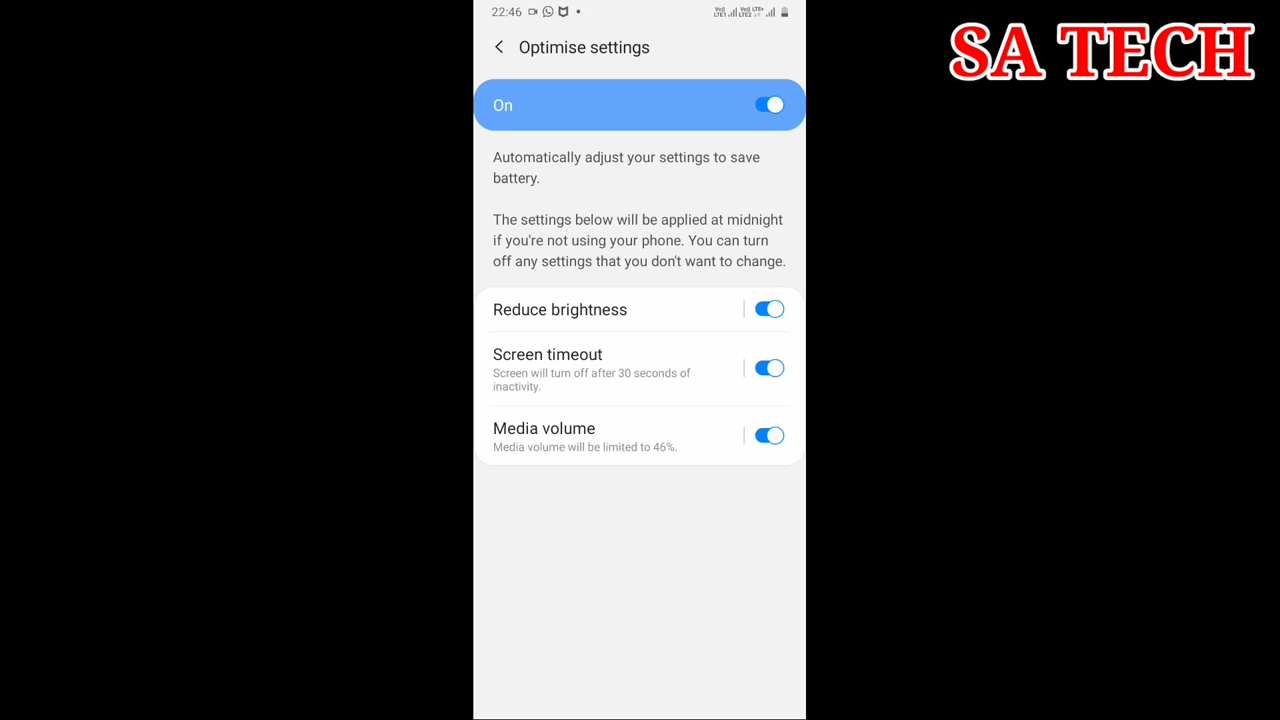 22:46
SA TECH
Optimise settings
On
Automatically adjust your settings to save
battery.
The settings below will be applied at midnight
if you're not using your phone. You can turn
off any settings that you don't want to change.
Reduce brightness
Screen timeout
Screen will turn off after 30 seconds of
inactivity.
Media volume
Media volume will be limited to 46%.